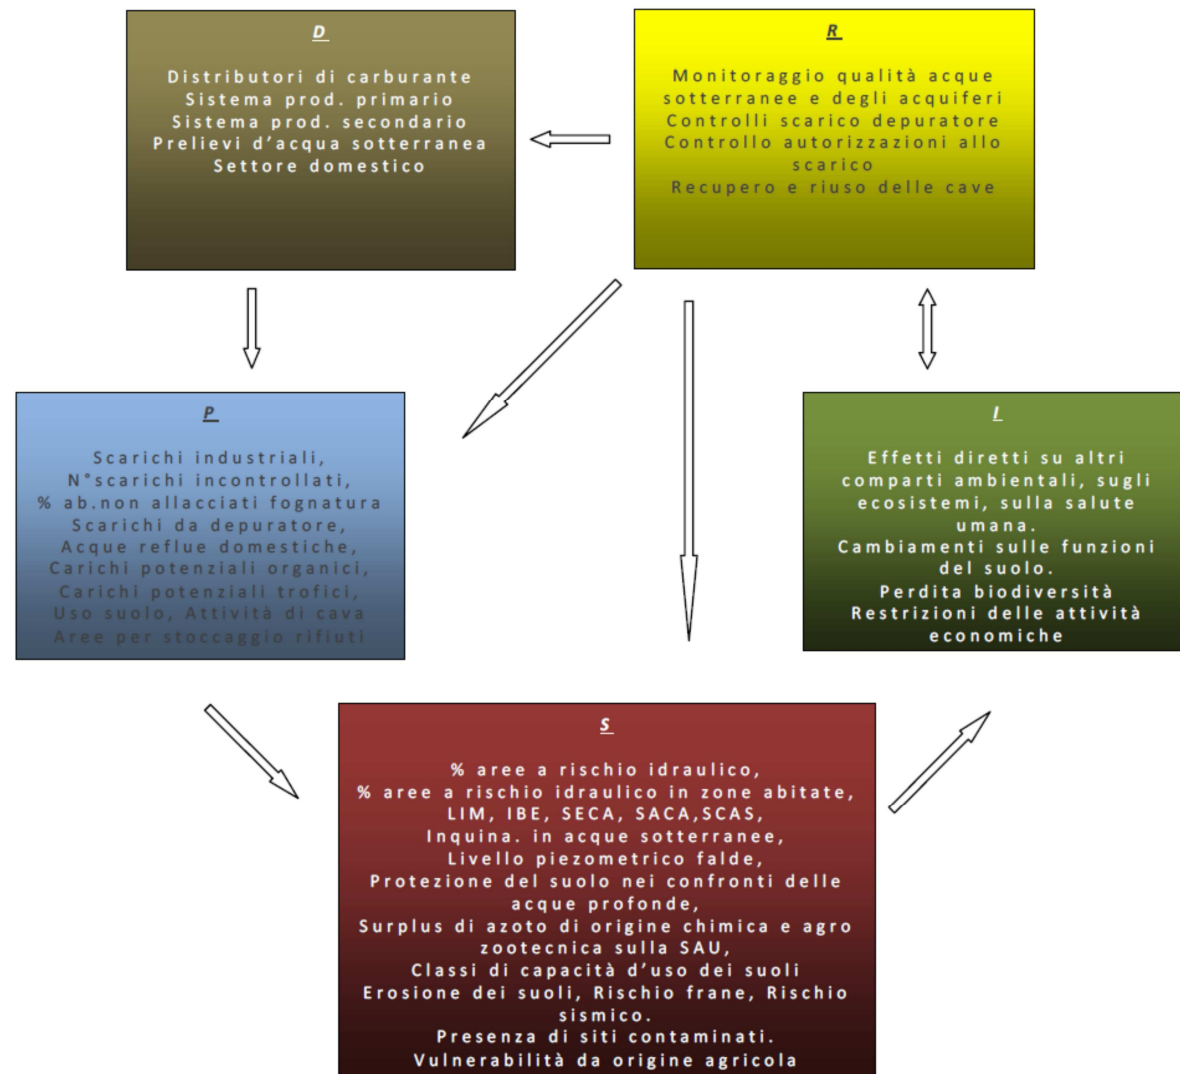 D
Distributori di carburante
Sistema prod. primario
Sistema prod. secondario
Prelievi d'acqua sotterranea
Settore domestico
R
Monitoraggio qualità acque
sotterranee e degli acquiferi
Controlli scarico depuratore
Controllo autorizzazioni allo
scarico
Recupero e riuso delle cave
P
Scarichi industriali,
N°scarichi incontrollati,
% ab.non allacciati fognatura
Scarichi da depuratore,
Acque reflue domestiche,
Carichi potenziali organici,
Carichi potenziali trofici,
Uso suolo, Attività di cava
Aree per stoccaggio rifiuti
I
Effetti diretti su altri
comparti ambientali, sugli
ecosistemi, sulla salute
umana.
Cambiamenti sulle funzioni
del suolo.
Perdita biodiversità
Restrizioni delle attività
economiche
S
% aree a rischio idraulico,
% aree a rischio idraulico in zone abitate,
LIM, IBE, SECA, SACA,SCAS,
Inquina. in acque sotterranee,
Livello piezometrico falde,
Protezione del suolo nei confronti delle
acque profonde,
Surplus di azoto di origine chimica e agro
zootecnica sulla SAU,
Classi di capacità d'uso dei suoli
Erosione dei suoli, Rischio frane, Rischio
sismico.
Presenza di siti contaminati.
Vulnerabilità da origine agricola